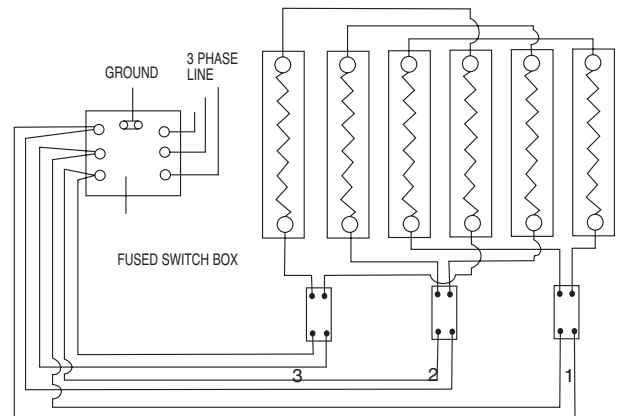 3 PHASE
LINE
GROUND
FUSED SWITCH BOX
3
2
1